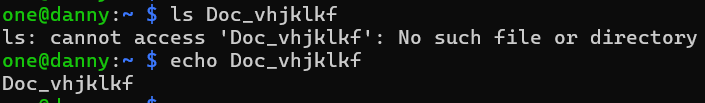 one@danny:~ $ ls Doc_vhjklkf
ls: cannot access 'Doc_vhjklkf': No such file or directory
one@danny:~ $ echo Doc_vhjklkf
Doc_vhjklkf